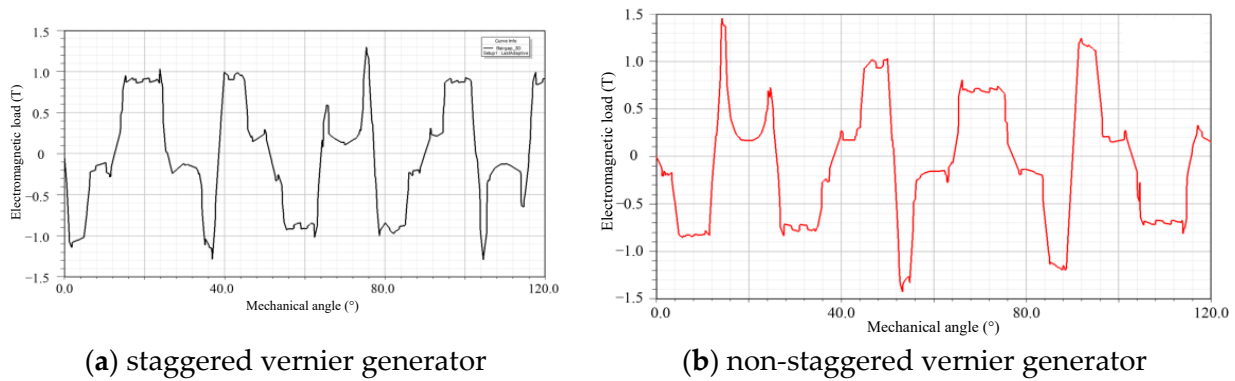 1.5
1.0
0.5
0
−0.5
−1.0
−1.5
Electromagnetic load (T)
Curve Info
Setup1 : LastAdaptive
0.0
40.0
80.0
120.0
Mechanical angle (°)
(a) staggered vernier generator
1.5
1.0
0.5
0
−0.5
−1.0
−1.5
Electromagnetic load (T)
0.0
40.0
80.0
120.0
Mechanical angle (°)
(b) non-staggered vernier generator